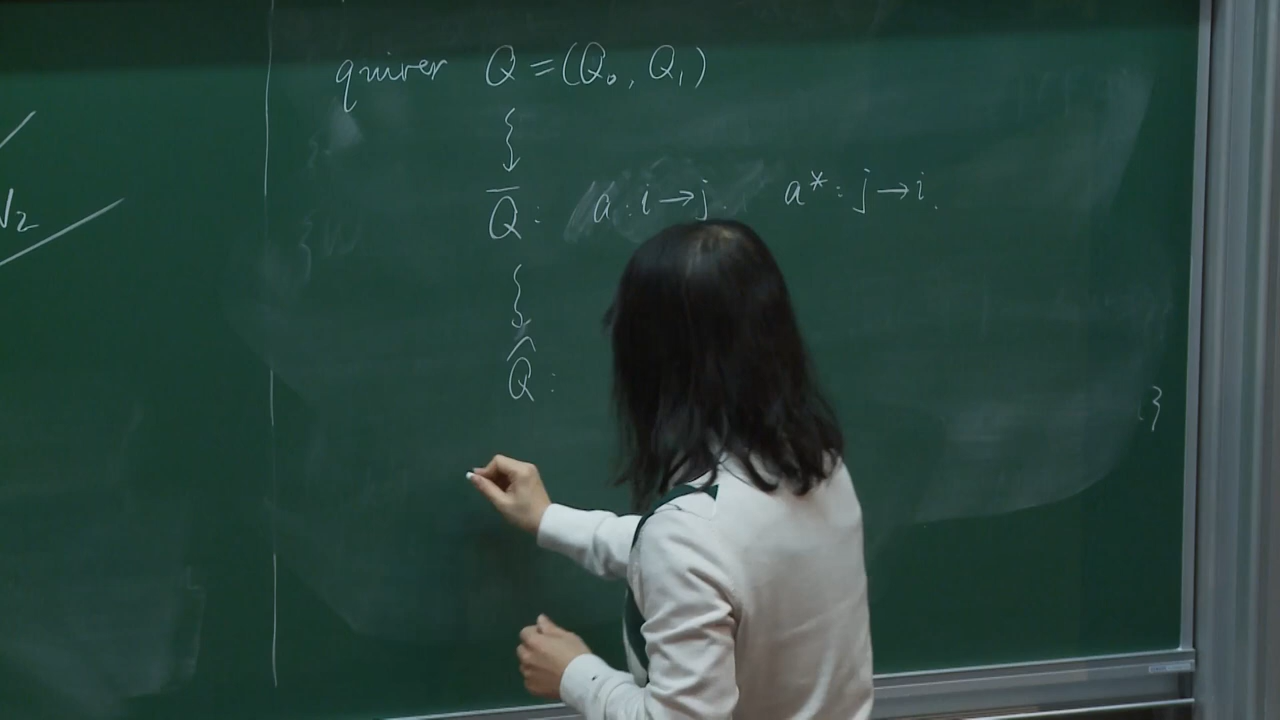 quiver Q = (Q₀, Q₁)
Q̅ : a : i → j. a* : j → i.
Q̂ :